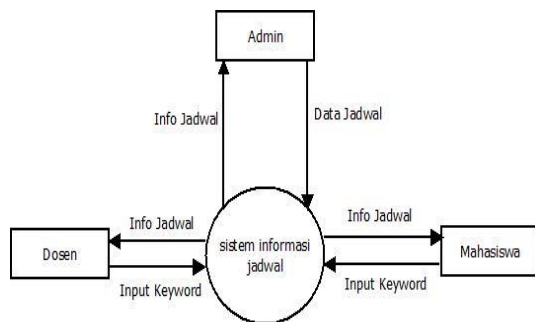 Admin
Info Jadwal
Data Jadwal
Info Jadwal
Info Jadwal
Dosen
sistem informasi
jadwal
Mahasiswa
Input Keyword
Input Keyword